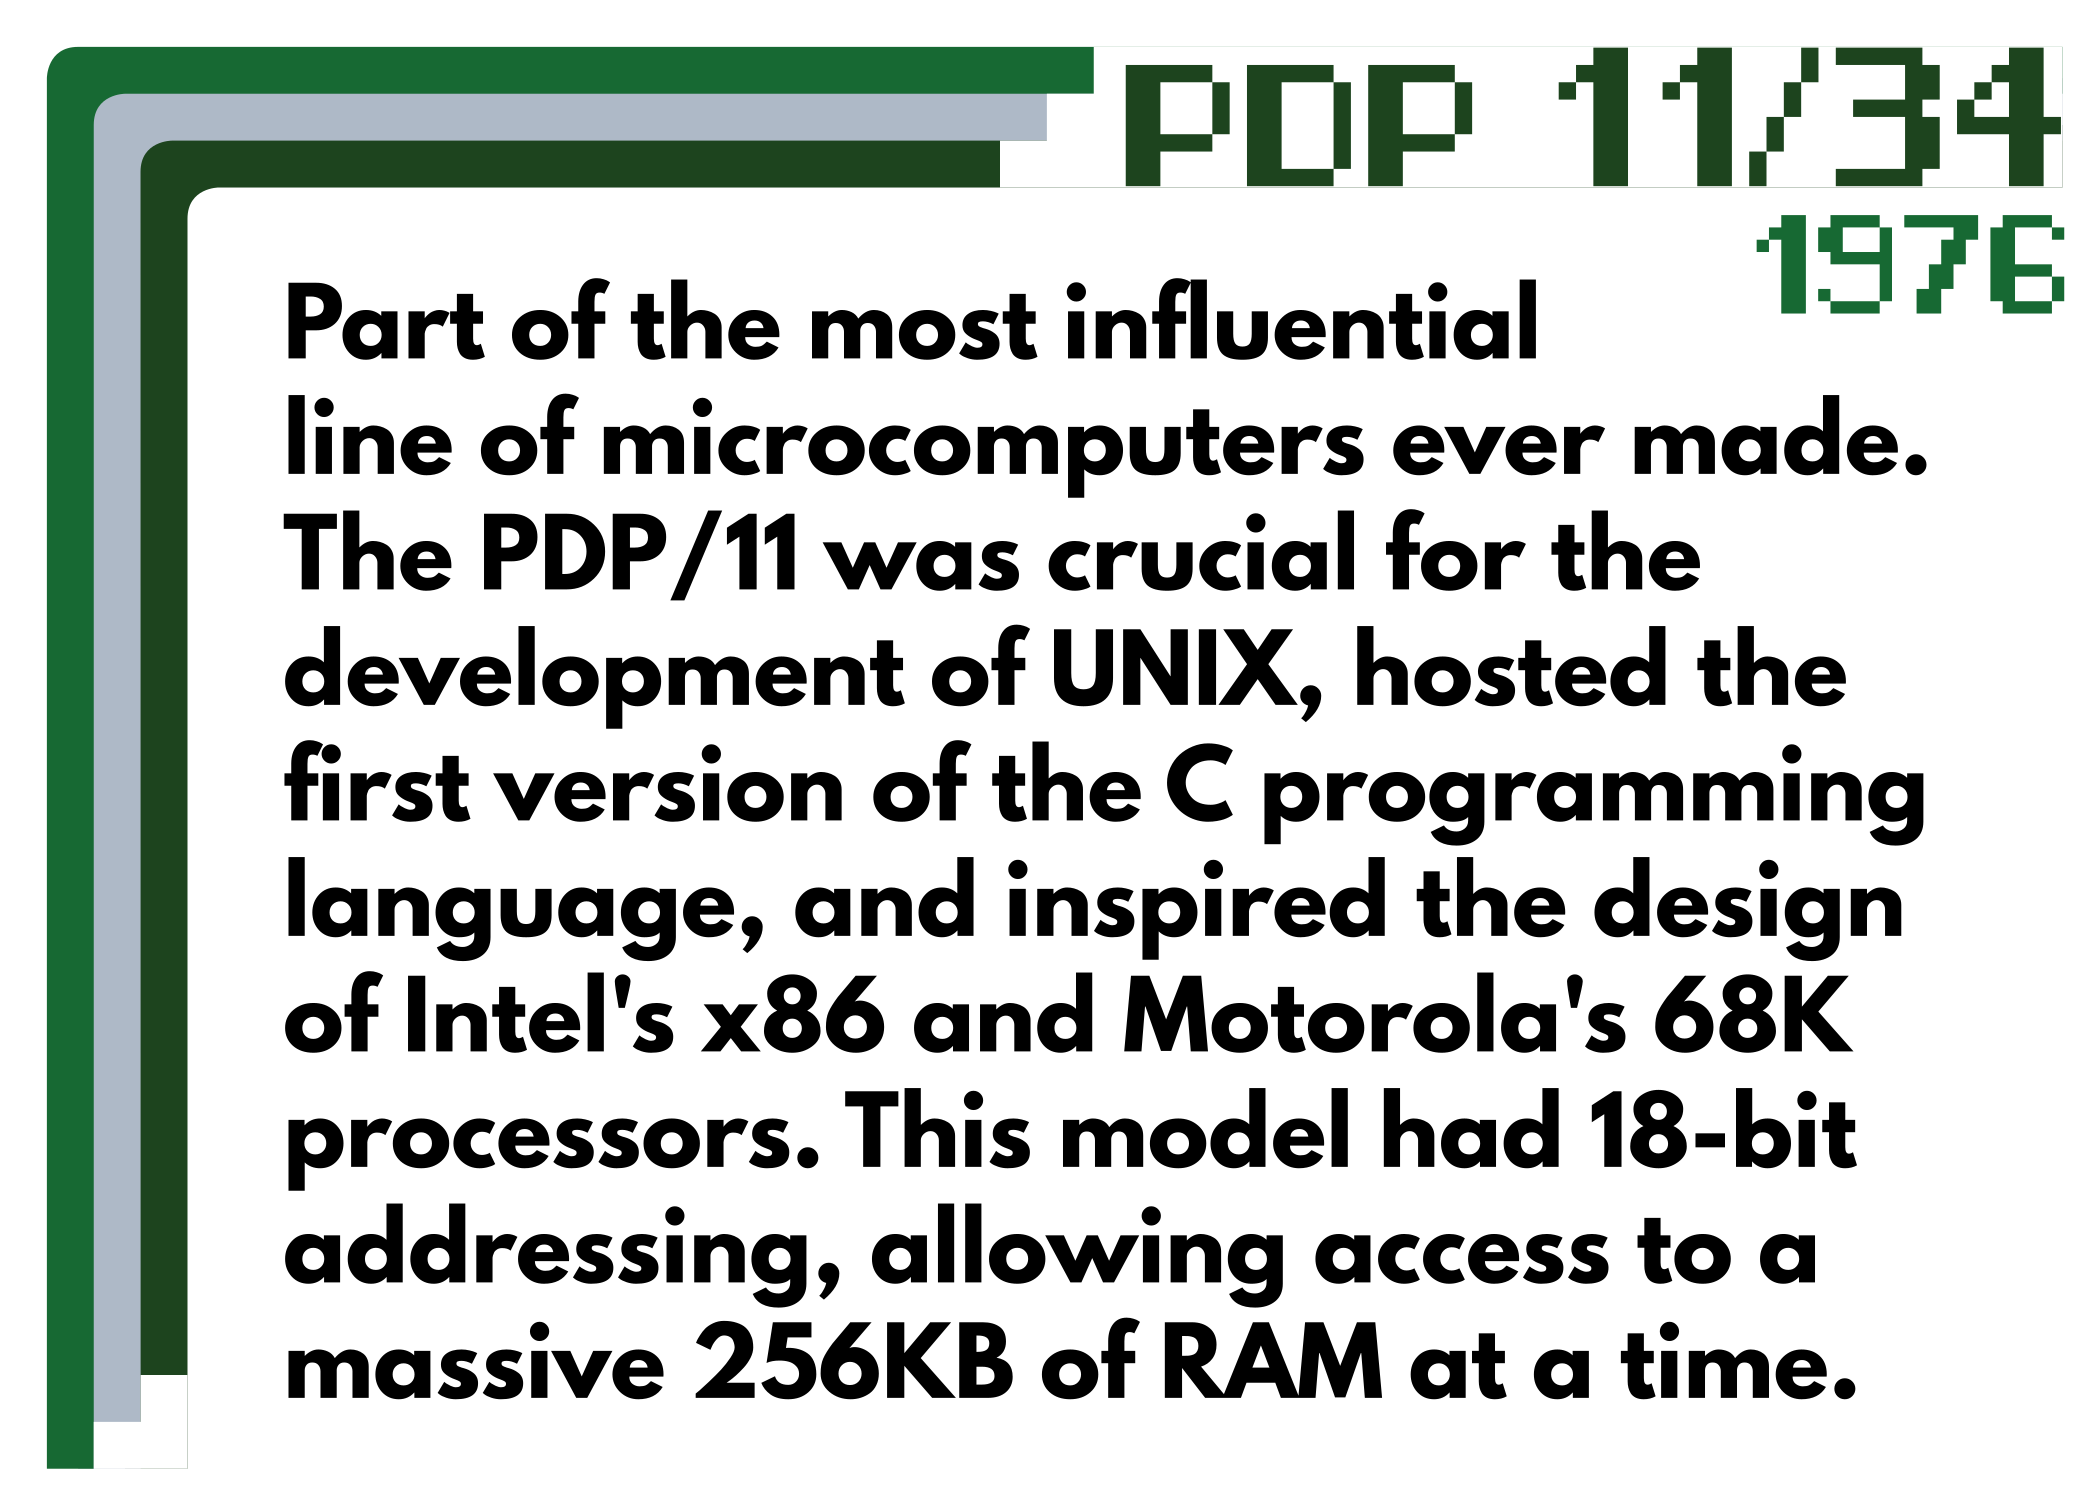 PDP 11/34
1976
Part of the most influential
line of microcomputers ever made.
The PDP/11 was crucial for the
development of UNIX, hosted the
first version of the C programming
language, and inspired the design
of Intel's x86 and Motorola's 68K
processors. This model had 18-bit
addressing, allowing access to a
massive 256KB of RAM at a time.